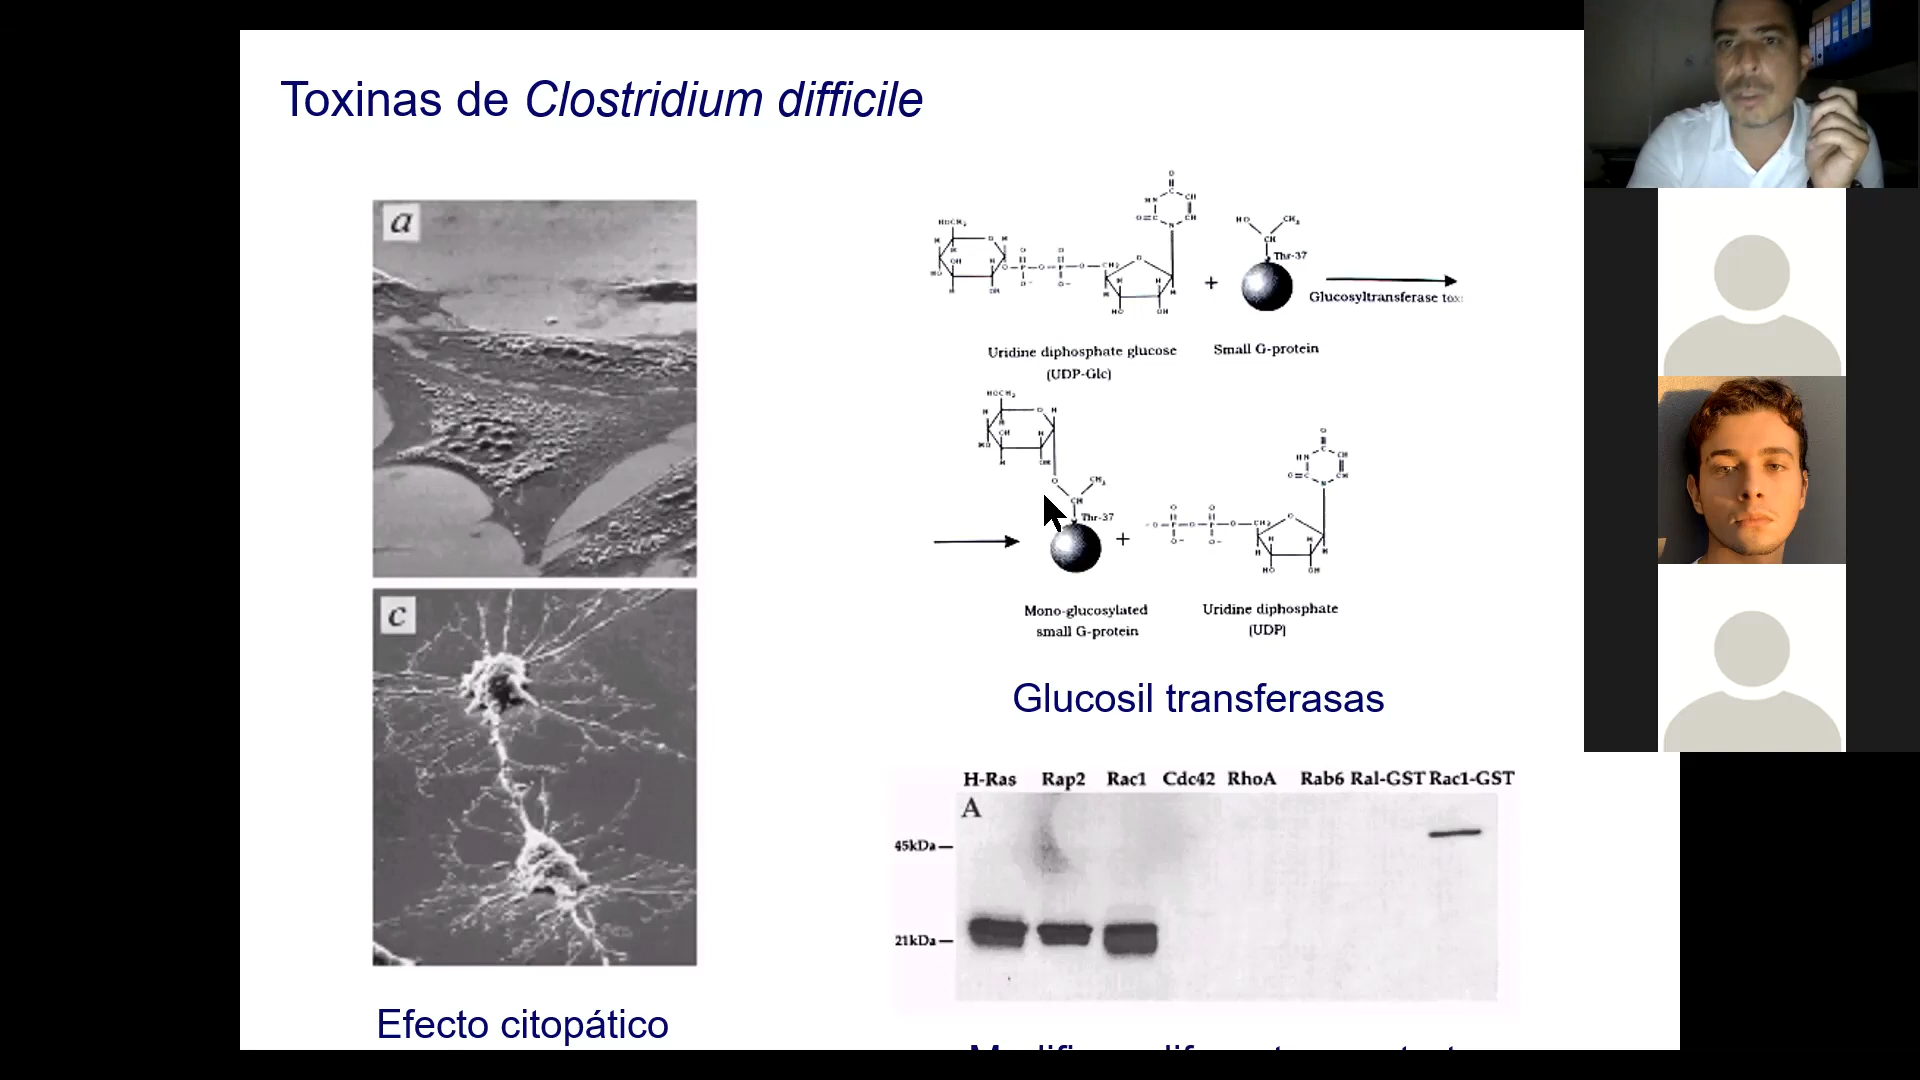 Toxinas de Clostridium difficile
a
c
Efecto citopático
Thr-37
+
Glucosyltransferase tox
Uridine diphosphate glucose
(UDP-Glc)
Small G-protein
Thr-37
+
Mono-glucosylated
small G-protein
Uridine diphosphate
(UDP)
Glucosil transferasas
H-Ras Rap2 Rac1 Cdc42 RhoA Rab6 Ral-GST Rac1-GST
A
45kDa
21kDa